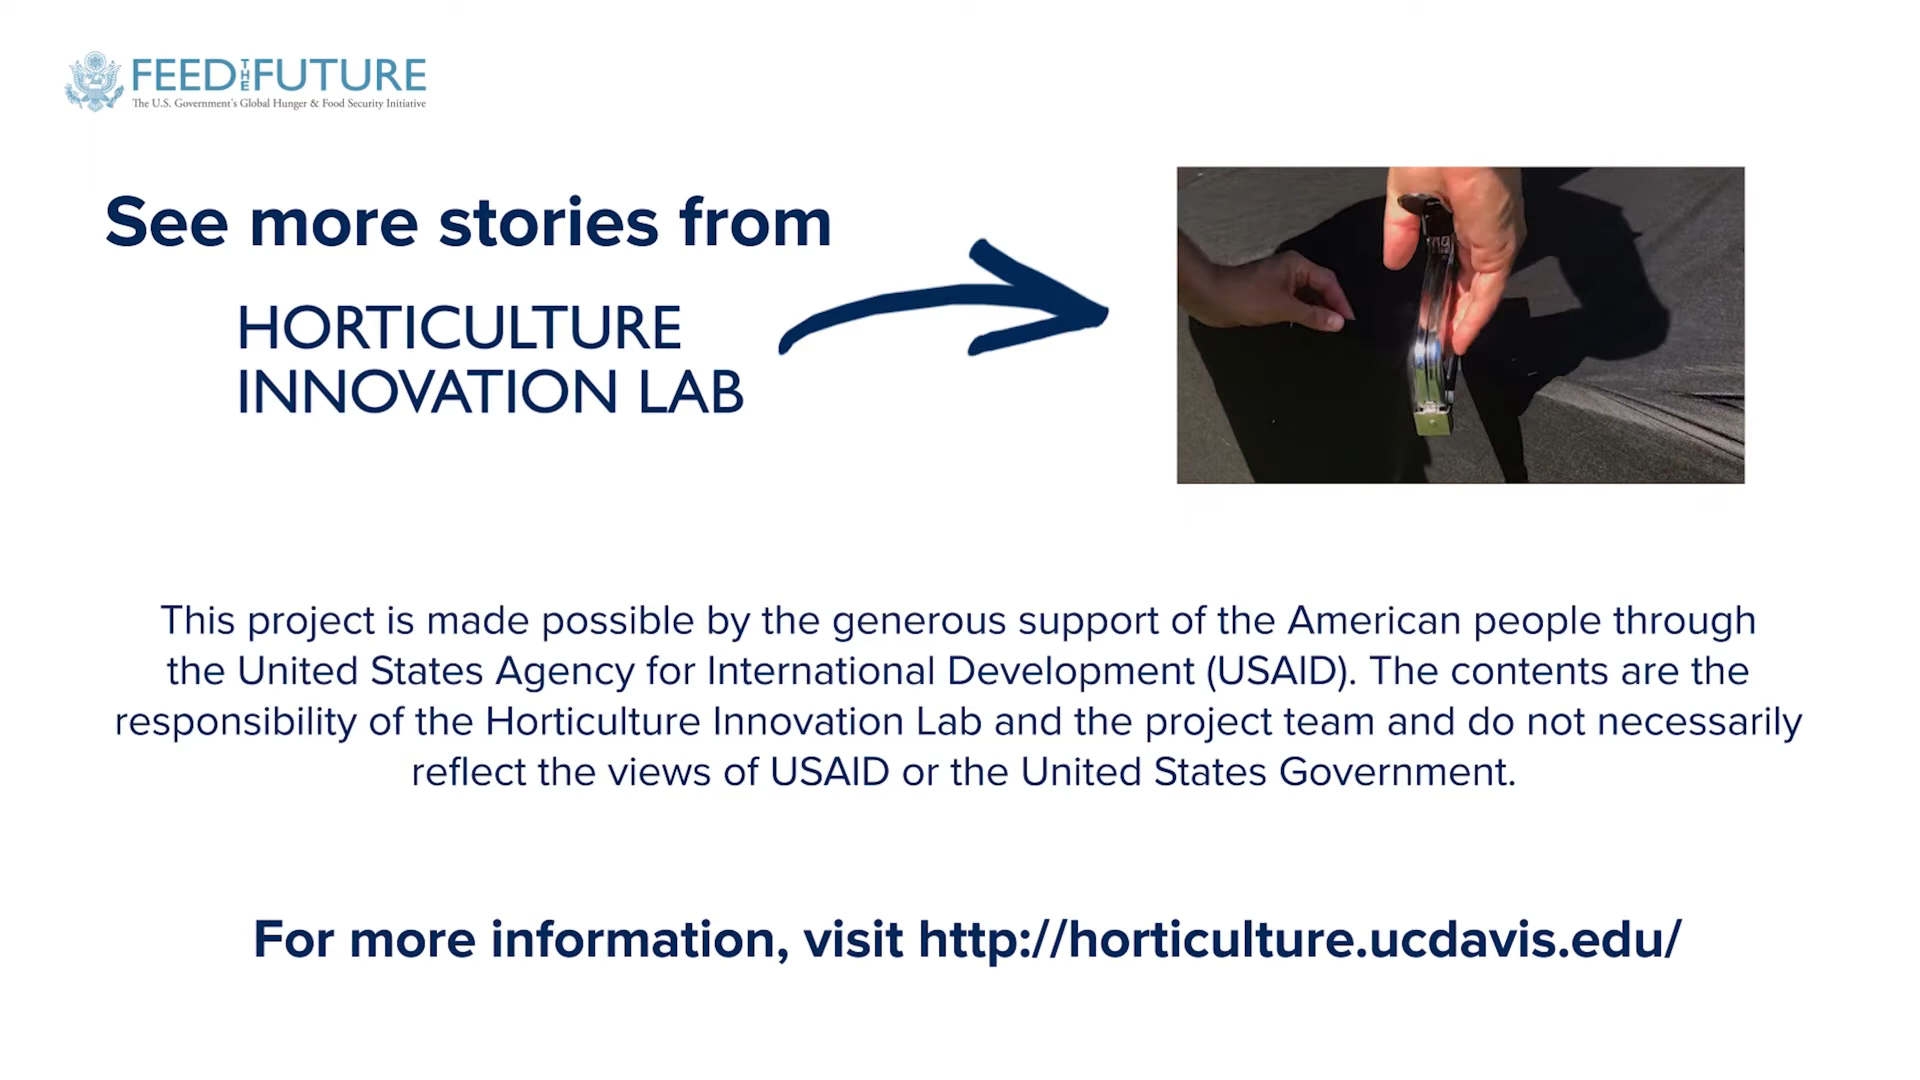 FEED THE FUTURE
The U.S. Government's Global Hunger & Food Security Initiative
See more stories from
HORTICULTURE
INNOVATION LAB
This project is made possible by the generous support of the American people through
the United States Agency for International Development (USAID). The contents are the
responsibility of the Horticulture Innovation Lab and the project team and do not necessarily
reflect the views of USAID or the United States Government.
For more information, visit http://horticulture.ucdavis.edu/